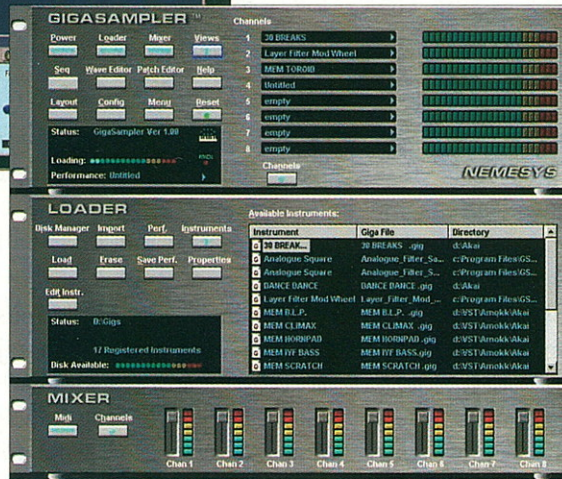 GIGASAMPLER ™
Power Loader Mixer Views
Seq Wave Editor Patch Editor Help
Layout Config Menu Reset
Status: GigaSampler Ver 1.00
Loading:
MIDI
Performance: Untitled
Channels
1 30 BREAKS
2 Layer Filter Mod Wheel
3 MEM TOROID
4 Untitled
5 empty
6 empty
7 empty
8 empty
Channels
NEMESYS
LOADER
Disk Manager Import Perf. Instruments
Load Erase Save Perf. Properties
Edit Instr.
Status: D:\Gigs
17 Registered Instruments
Disk Available:
Available Instruments:
Instrument Giga File Directory
30 BREAK... 30 BREAKS .gig d:\Akai
Analogue Square Analogue_Filter_Sa... c:\Program Files\GS...
Analogue Square Analogue_Filter_S... c:\Program Files\GS...
DANCE DANCE DANCE DANCE .gig d:\Akai
Layer Filter Mod Wheel Layer_Filter_Mod_... c:\Program Files\GS...
MEM B.L.P. MEM B.L.P. .gig d:\VST\Amokk\Akai
MEM CLIMAX MEM CLIMAX .gig d:\VST\Amokk\Akai
MEM HORNPAD MEM HORNPAD .gig d:\VST\Amokk\Akai
MEM IYF BASS MEM IYF BASS.gig d:\VST\Amokk\Akai
MEM SCRATCH MEM SCRATCH .gig d:\VST\Amokk\Akai
MIXER
Midi Channels
Chan 1 Chan 2 Chan 3 Chan 4 Chan 5 Chan 6 Chan 7 Chan 8